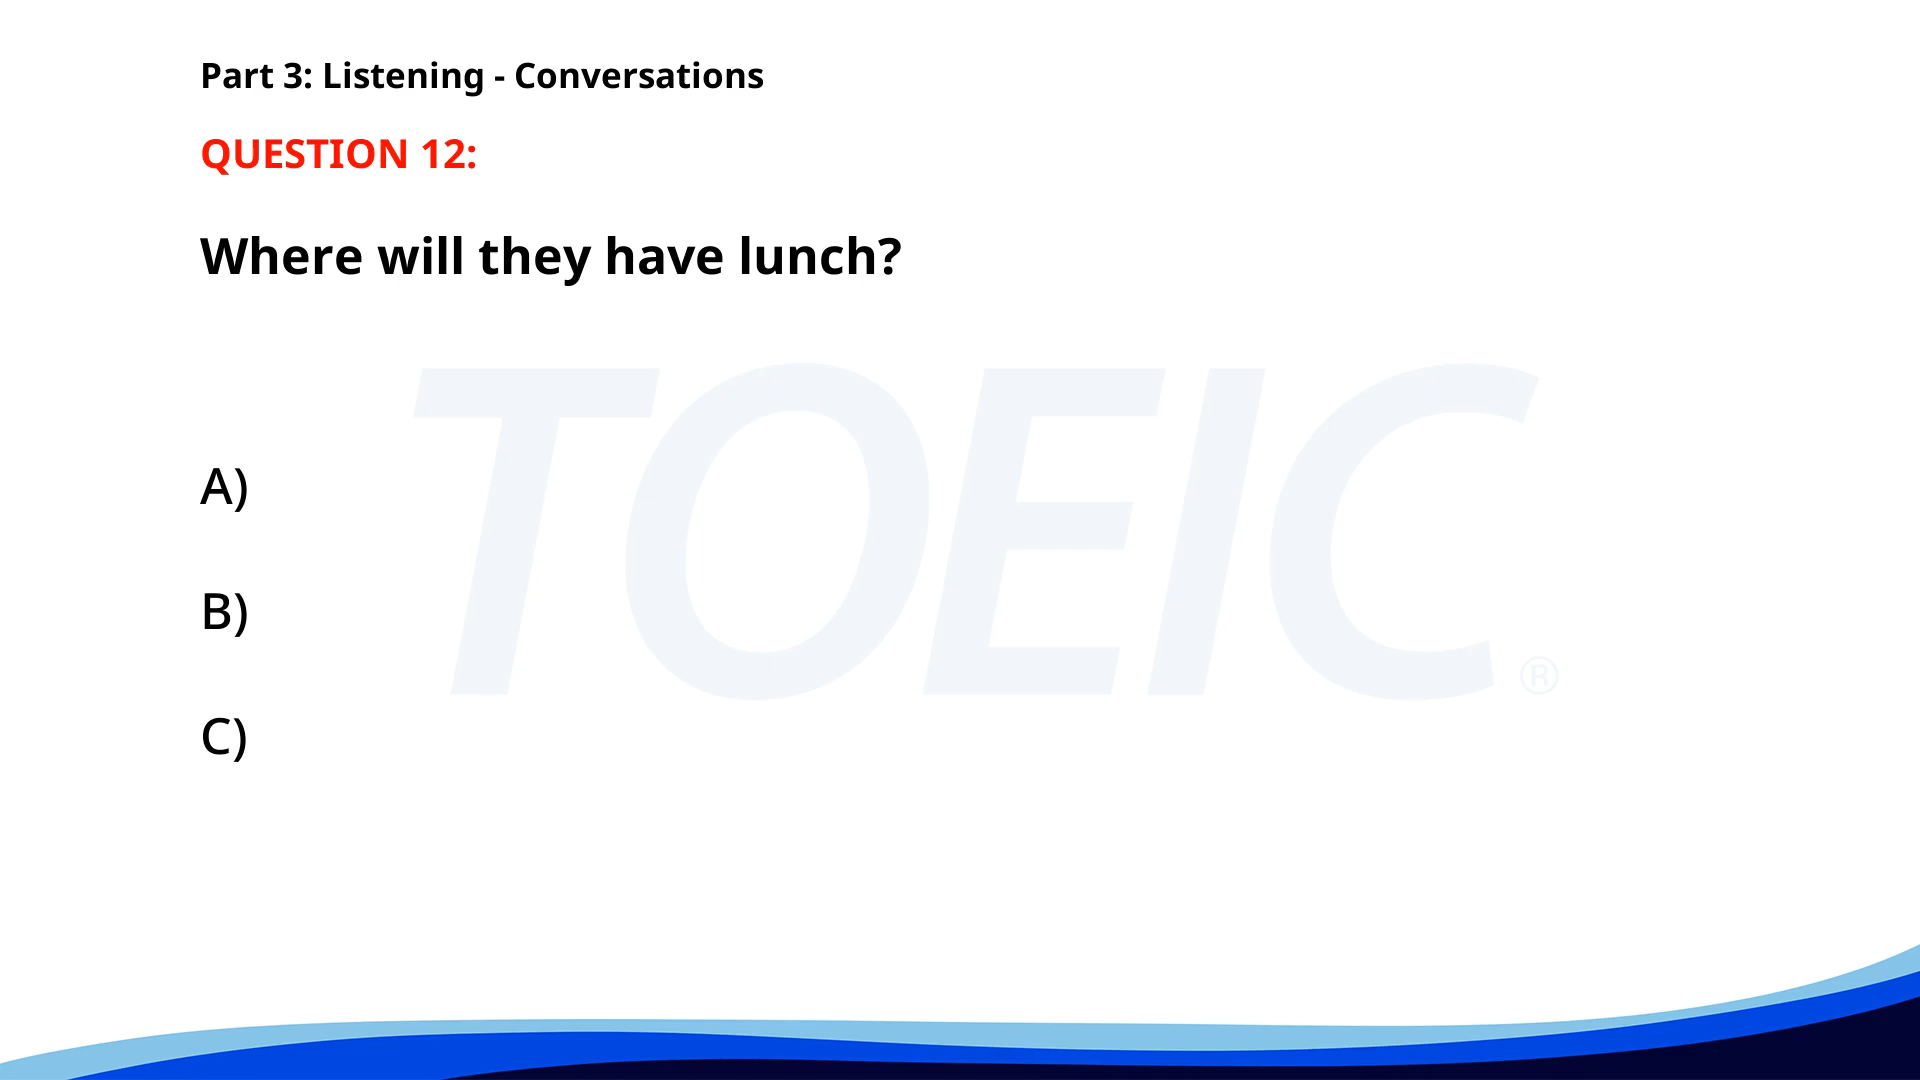 Part 3: Listening - Conversations
QUESTION 12:
Where will they have lunch?
TOEIC®
A)
B)
C)